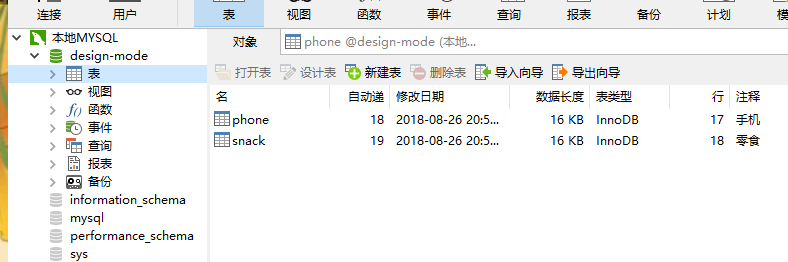 连接 用户 表 视图 函数 事件 查询 报表 备份 计划
本地MYSQL
design-mode
表
视图
函数
事件
查询
报表
备份
information_schema
mysql
performance_schema
sys
对象 phone @design-mode (本地...
打开表 设计表 新建表 删除表 导入向导 导出向导
名 自动递 修改日期 数据长度 表类型 行 注释
phone 18 2018-08-26 20:5... 16 KB InnoDB 17 手机
snack 19 2018-08-26 20:5... 16 KB InnoDB 18 零食